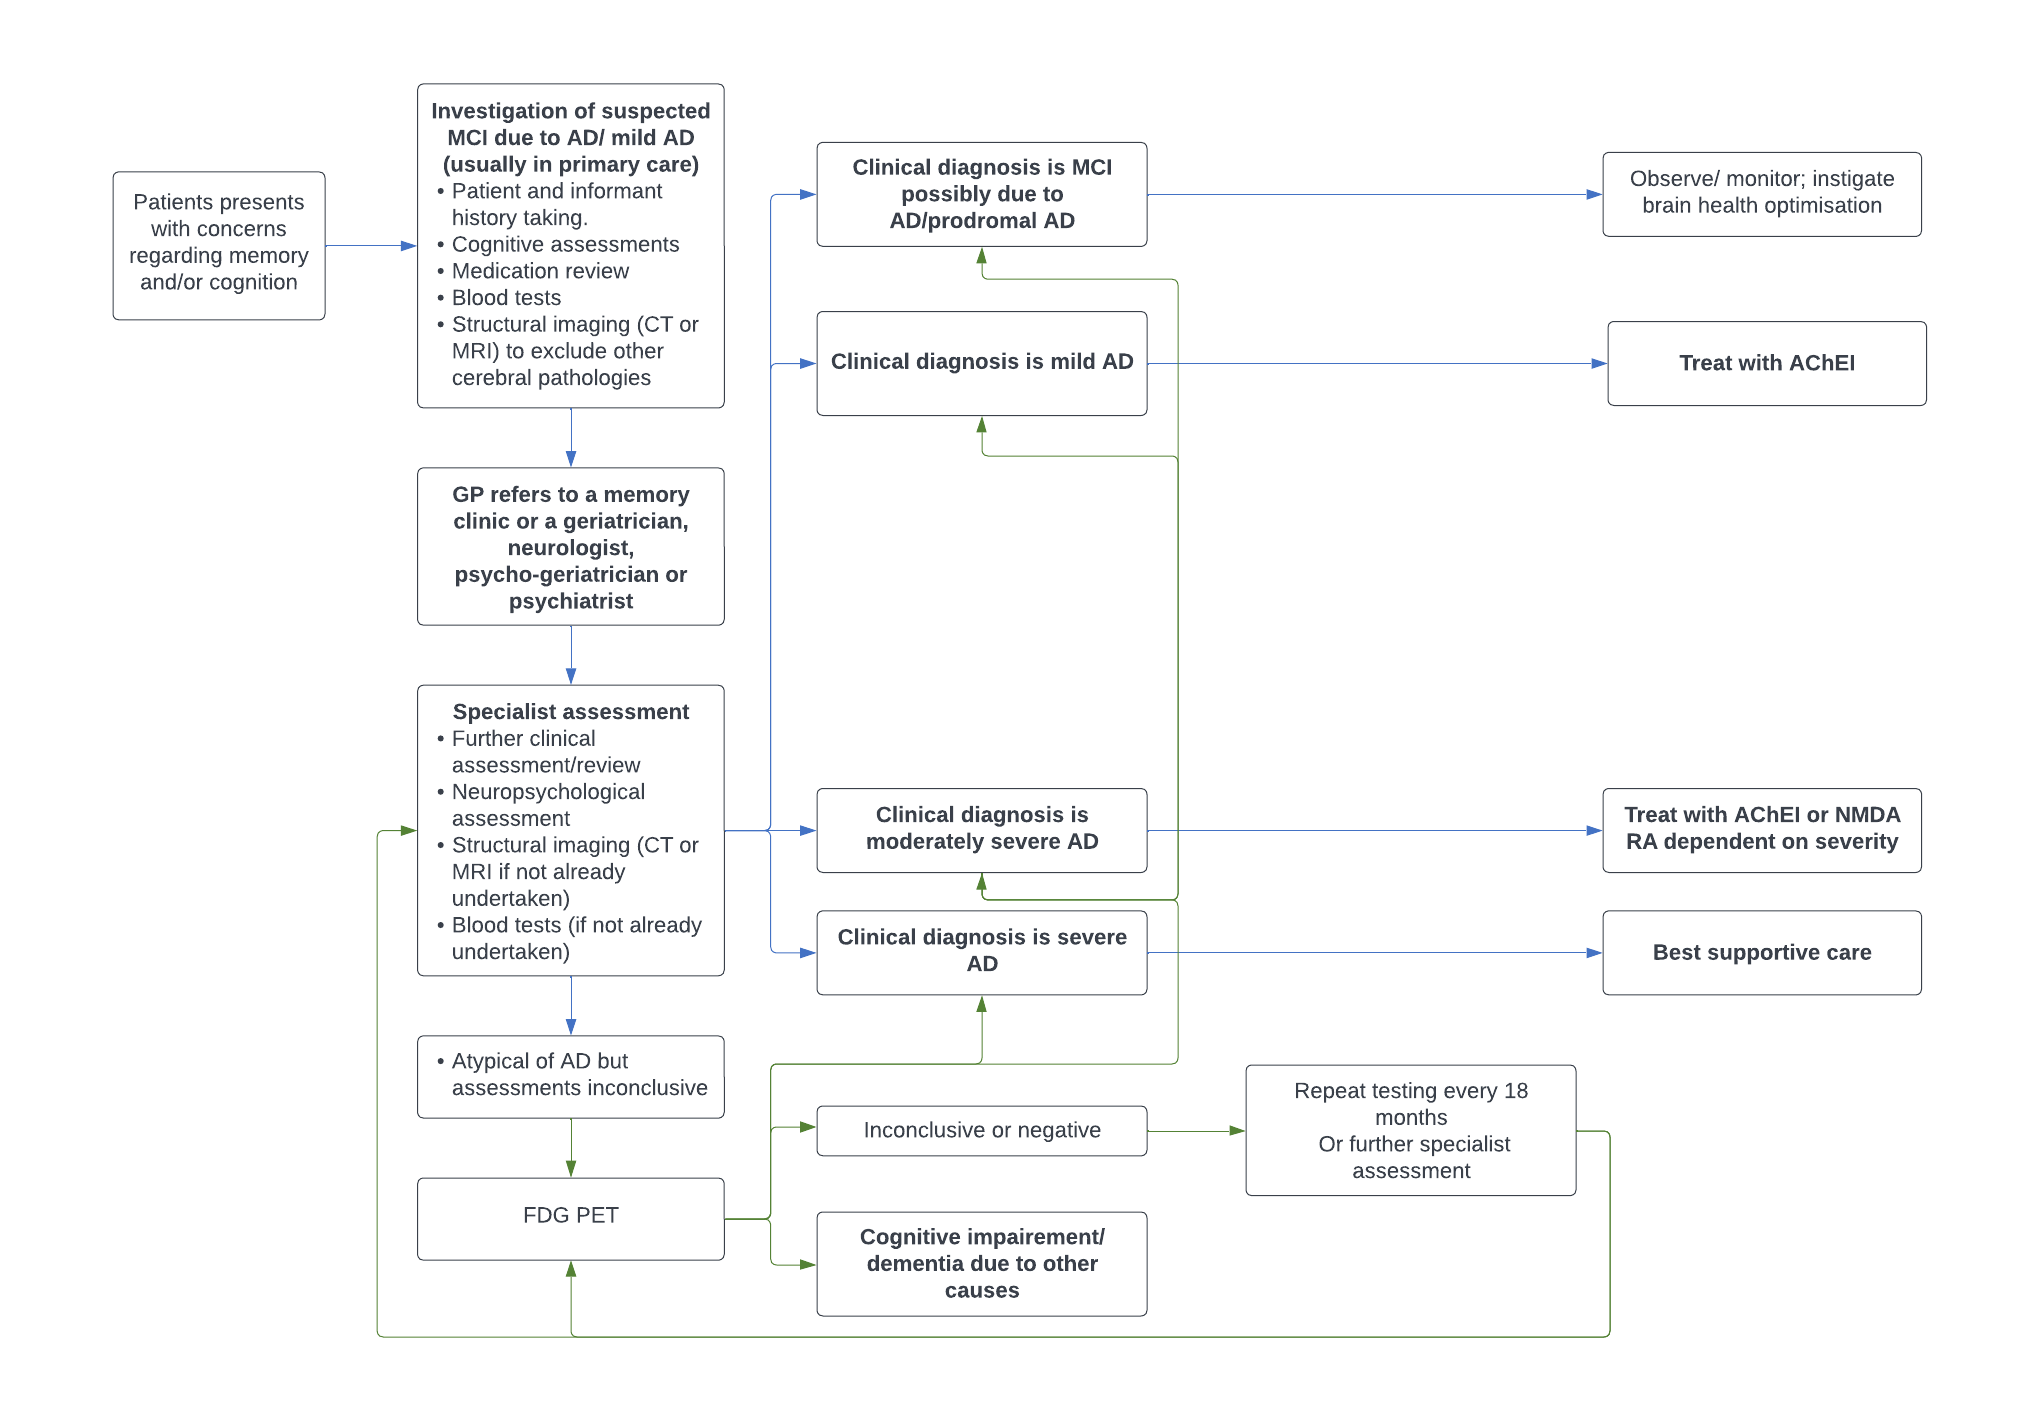 Patients presents
with concerns
regarding memory
and/or cognition
Investigation of suspected
MCI due to AD/ mild AD
(usually in primary care)
• Patient and informant
history taking.
• Cognitive assessments
• Medication review
• Blood tests
• Structural imaging (CT or
MRI) to exclude other
cerebral pathologies
GP refers to a memory
clinic or a geriatrician,
neurologist,
psycho-geriatrician or
psychiatrist
Specialist assessment
• Further clinical
assessment/review
• Neuropsychological
assessment
• Structural imaging (CT or
MRI if not already
undertaken)
• Blood tests (if not already
undertaken)
• Atypical of AD but
assessments inconclusive
FDG PET
Clinical diagnosis is MCI
possibly due to
AD/prodromal AD
Observe/ monitor; instigate
brain health optimisation
Clinical diagnosis is mild AD
Treat with AChEI
Clinical diagnosis is
moderately severe AD
Treat with AChEI or NMDA
RA dependent on severity
Clinical diagnosis is severe
AD
Best supportive care
Inconclusive or negative
Repeat testing every 18
months
Or further specialist
assessment
Cognitive impairement/
dementia due to other
causes